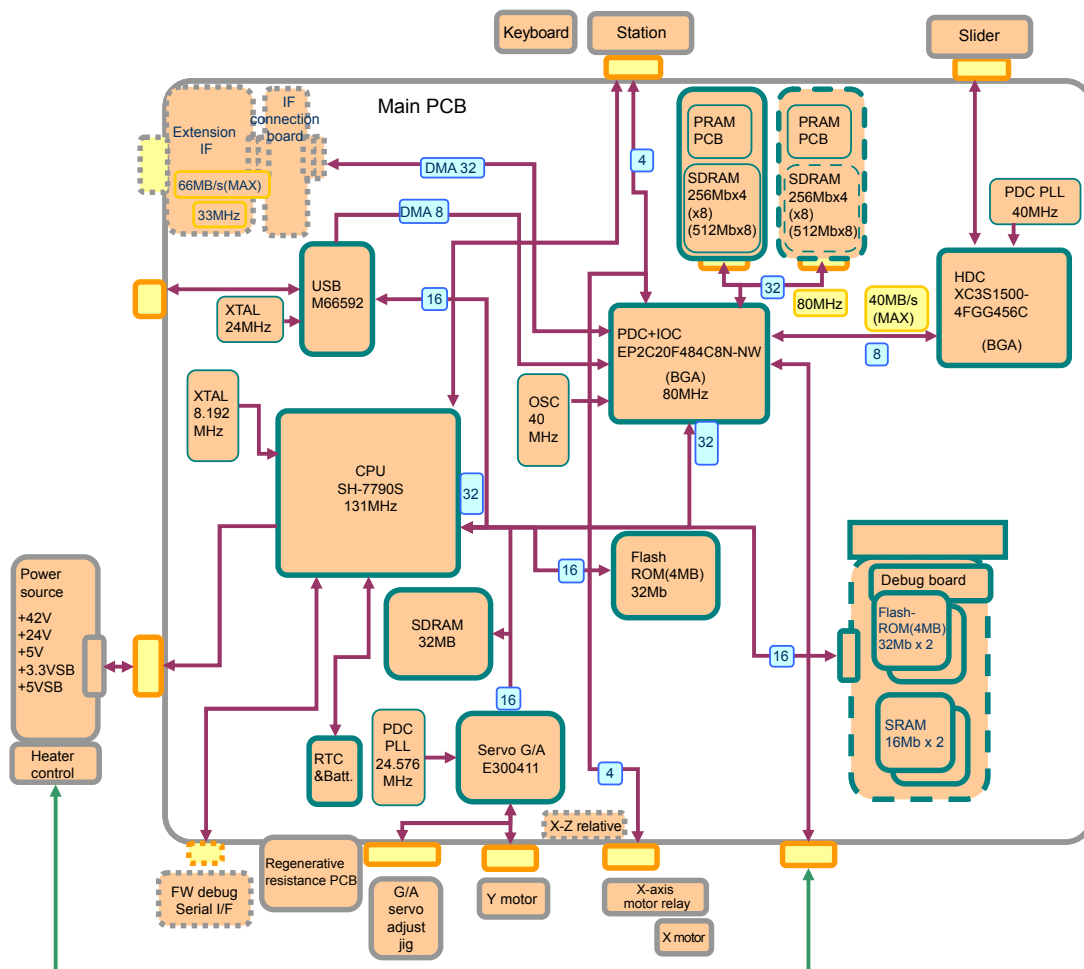 Keyboard
Station
Slider
Main PCB
Extension
IF
66MB/s(MAX)
33MHz
IF
connection
board
DMA 32
4
DMA 8
PRAM
PCB
SDRAM
256Mbx4
(x8)
(512Mbx8)
PRAM
PCB
SDRAM
256Mbx4
(x8)
(512Mbx8)
PDC PLL
40MHz
USB
M66592
XTAL
24MHz
16
32
80MHz
40MB/s
(MAX)
8
HDC
XC3S1500-
4FGG456C
(BGA)
PDC+IOC
EP2C20F484C8N-NW
(BGA)
80MHz
XTAL
8.192
MHz
OSC
40
MHz
32
CPU
SH-7790S
131MHz
32
Flash
ROM(4MB)
32Mb
16
Power
source
+42V
+24V
+5V
+3.3VSB
+5VSB
Heater
control
SDRAM
32MB
Debug board
Flash-
ROM(4MB)
32Mb x 2
16
SRAM
16Mb x 2
16
PDC
PLL
24.576
MHz
Servo G/A
E300411
RTC
&Batt.
4
X-Z relative
FW debug
Serial I/F
Regenerative
resistance PCB
G/A
servo
adjust
jig
Y motor
X-axis
motor relay
X motor